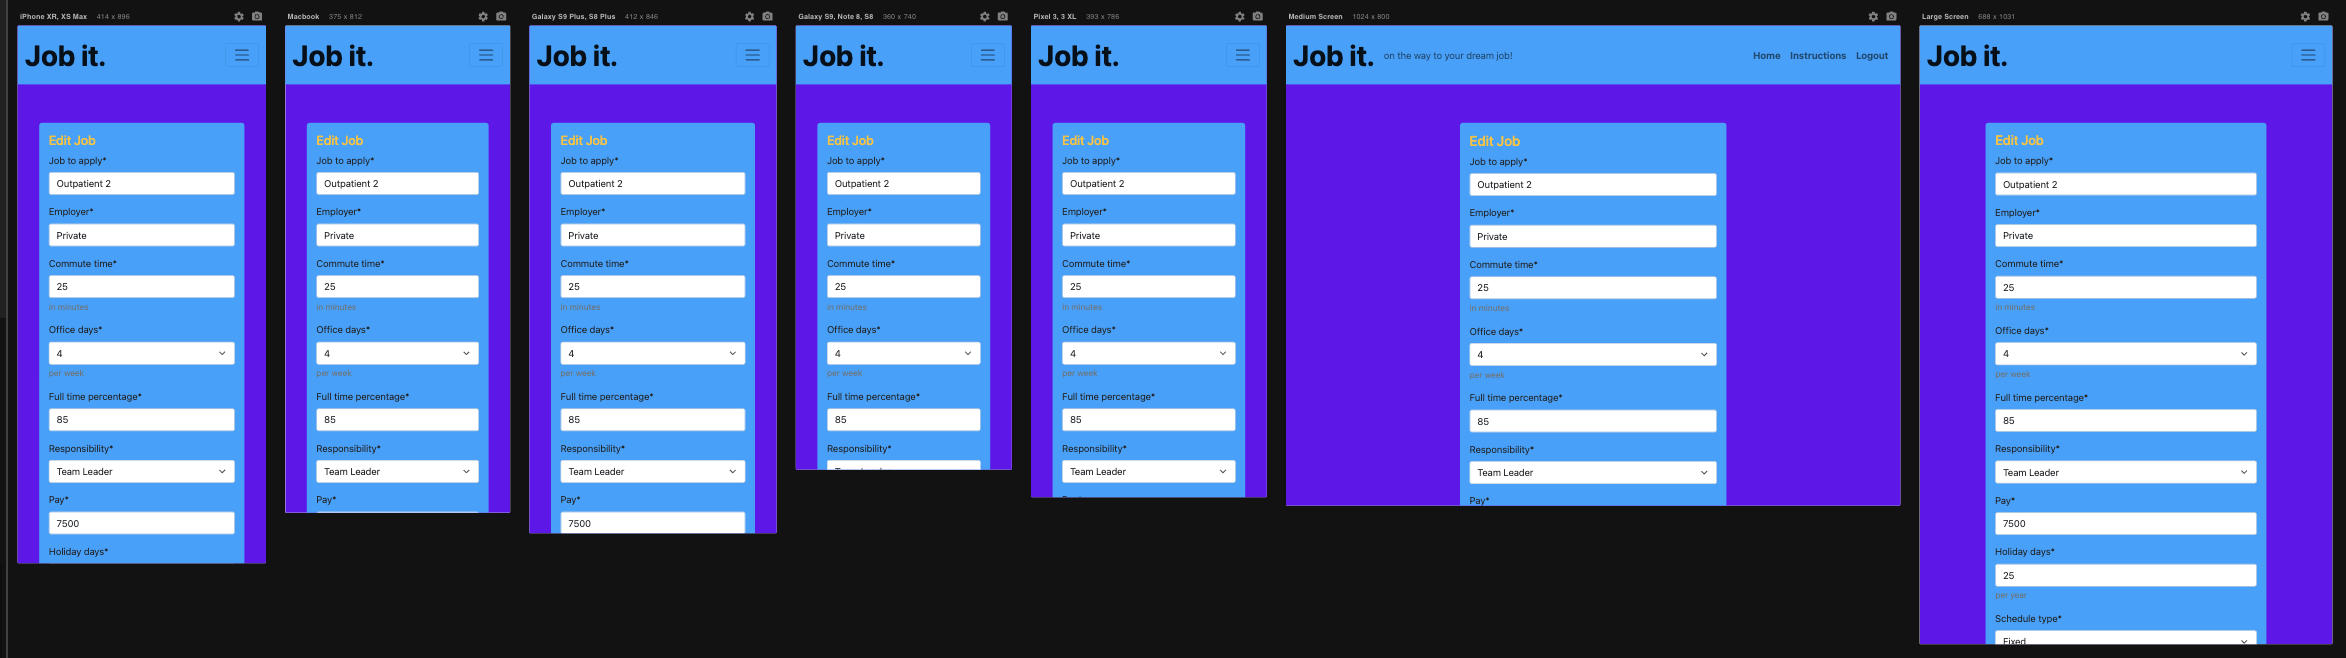 iPhone XR, XS Max 414 x 896
Job it.
Edit Job
Job to apply*
Outpatient 2
Employer*
Private
Commute time*
25
in minutes
Office days*
4
per week
Full time percentage*
85
Responsibility*
Team Leader
Pay*
7500
Holiday days*
Macbook 375 x 812
Job it.
Edit Job
Job to apply*
Outpatient 2
Employer*
Private
Commute time*
25
in minutes
Office days*
4
per week
Full time percentage*
85
Responsibility*
Team Leader
Pay*
Galaxy S9 Plus, S8 Plus 412 x 846
Job it.
Edit Job
Job to apply*
Outpatient 2
Employer*
Private
Commute time*
25
in minutes
Office days*
4
per week
Full time percentage*
85
Responsibility*
Team Leader
Pay*
7500
Galaxy S9, Note 8, S8 360 x 740
Job it.
Edit Job
Job to apply*
Outpatient 2
Employer*
Private
Commute time*
25
in minutes
Office days*
4
per week
Full time percentage*
85
Responsibility*
Pixel 3, 3 XL 393 x 786
Job it.
Edit Job
Job to apply*
Outpatient 2
Employer*
Private
Commute time*
25
in minutes
Office days*
4
per week
Full time percentage*
85
Responsibility*
Team Leader
Medium Screen 1024 x 800
Job it. on the way to your dream job! Home Instructions Logout
Edit Job
Job to apply*
Outpatient 2
Employer*
Private
Commute time*
25
in minutes
Office days*
4
per week
Full time percentage*
85
Responsibility*
Team Leader
Pay*
Large Screen 688 x 1031
Job it.
Edit Job
Job to apply*
Outpatient 2
Employer*
Private
Commute time*
25
in minutes
Office days*
4
per week
Full time percentage*
85
Responsibility*
Team Leader
Pay*
7500
Holiday days*
25
per year
Schedule type*
Fixed